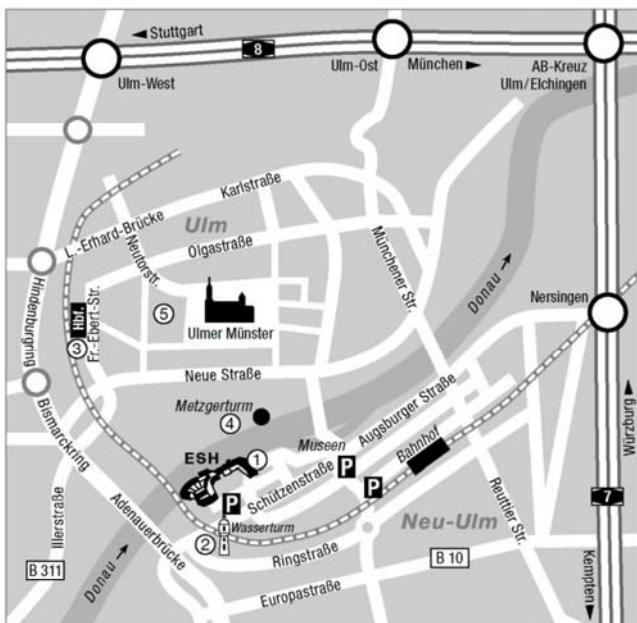 ◄ Stuttgart
8
Ulm-West
Ulm-Ost
München ►
AB-Kreuz
Ulm/Elchingen
Karlstraße
L.-Erhard-Brücke
Ulm
Neutorstr.
Olgastraße
Münchener Str.
Donau →
Hindenburgring
Hbf.
Fr.-Ebert-Str.
⑤
Ulmer Münster
Nersingen
③
Neue Straße
Augsburger Straße
◄ Würzburg
Metzgerturm
④
Bismarckring
ESH
①
Museen
Bahnhof
P
Schützenstraße
P
P
7
Illerstraße
Adenauerbrücke
Wasserturm
②
Neu-Ulm
Reuttier Str.
Ringstraße
B 10
B 311
Donau →
Europastraße
Kempten ►